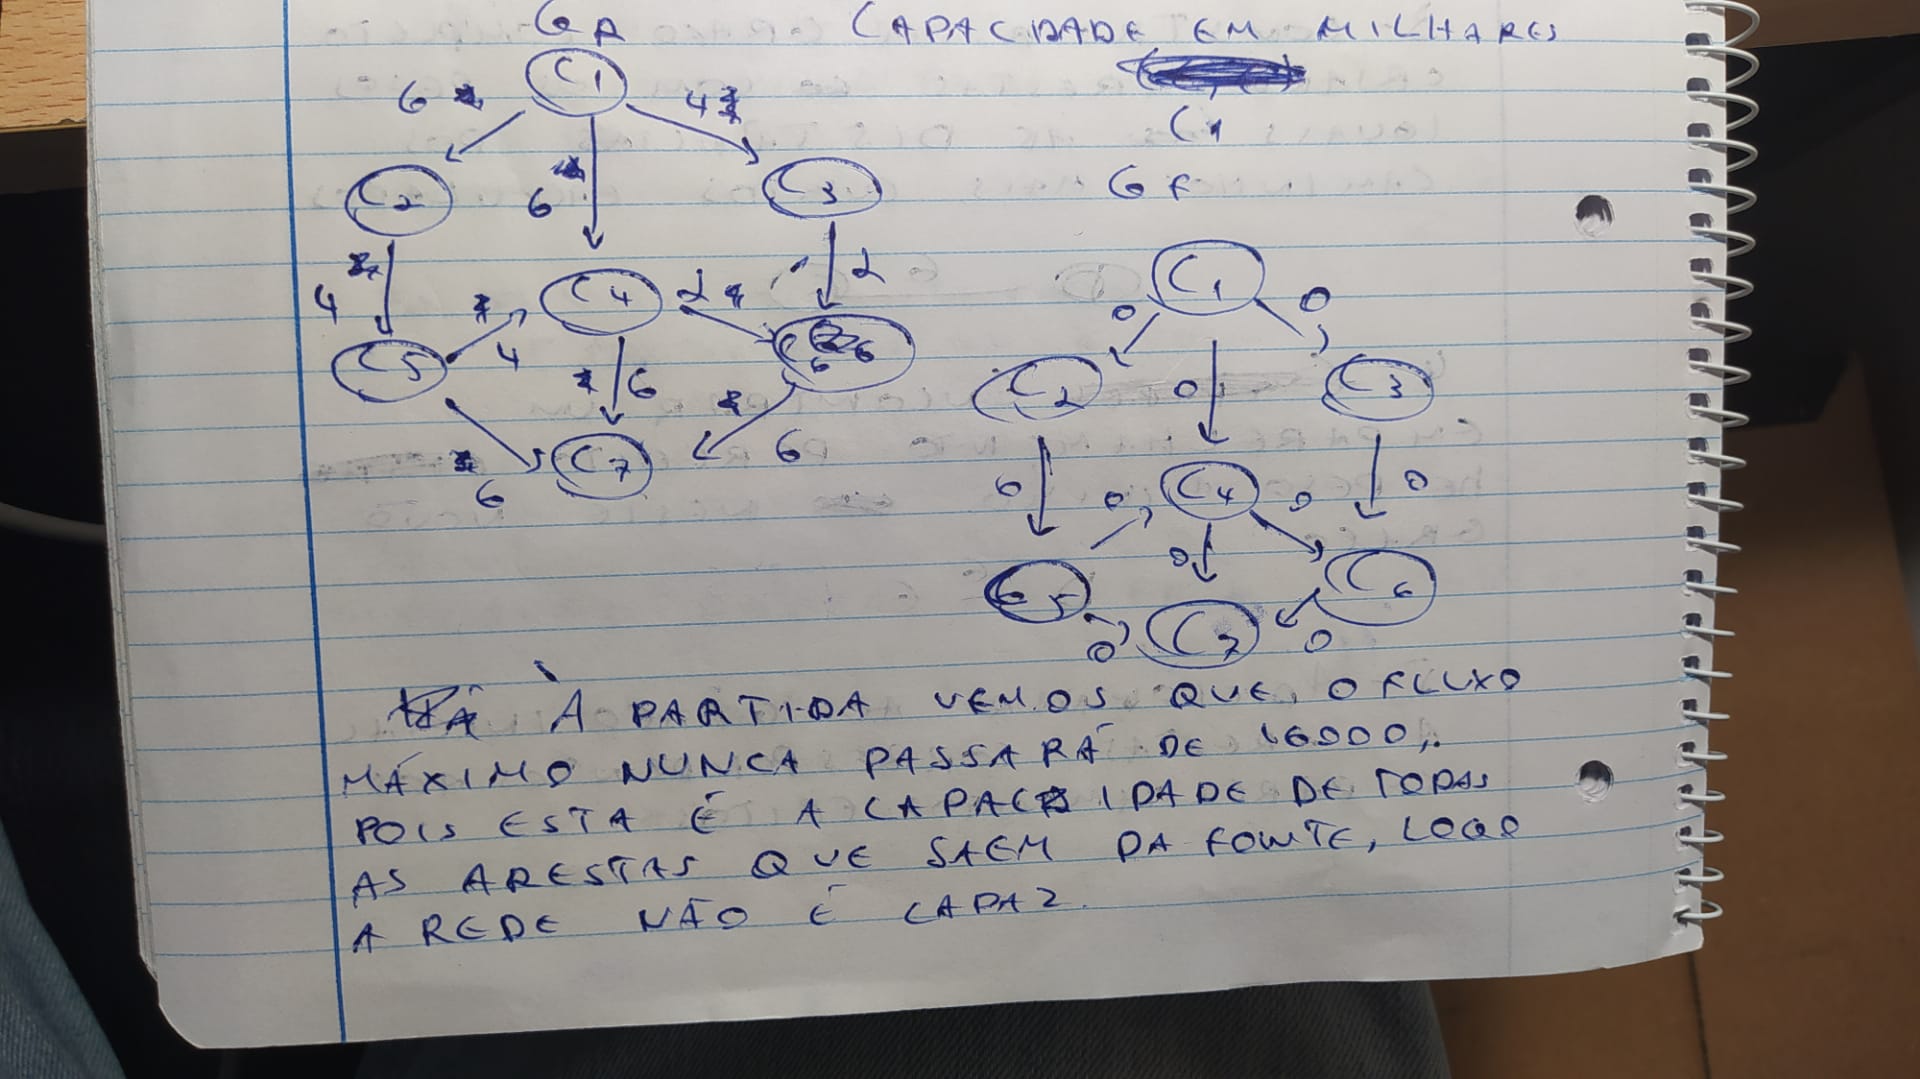 GR CAPACIDADE EM MILHARES
C1
6 4
C1
C2 6 C3 GF
4 C4 2 2 C1
0 0
C5 4 6 C6
C2 0 C3
6 C7 6
0 0 C4 0 0
0
C5 C6
0 C7 0
À PARTIDA VEMOS QUE, O FLUXO
MÁXIMO NUNCA PASSARÁ DE 16000,
POIS ESTA É A CAPACIDADE DE TODAS
AS ARESTAS QUE SAEM DA FONTE, LOGO
A REDE NÃO É CAPAZ.